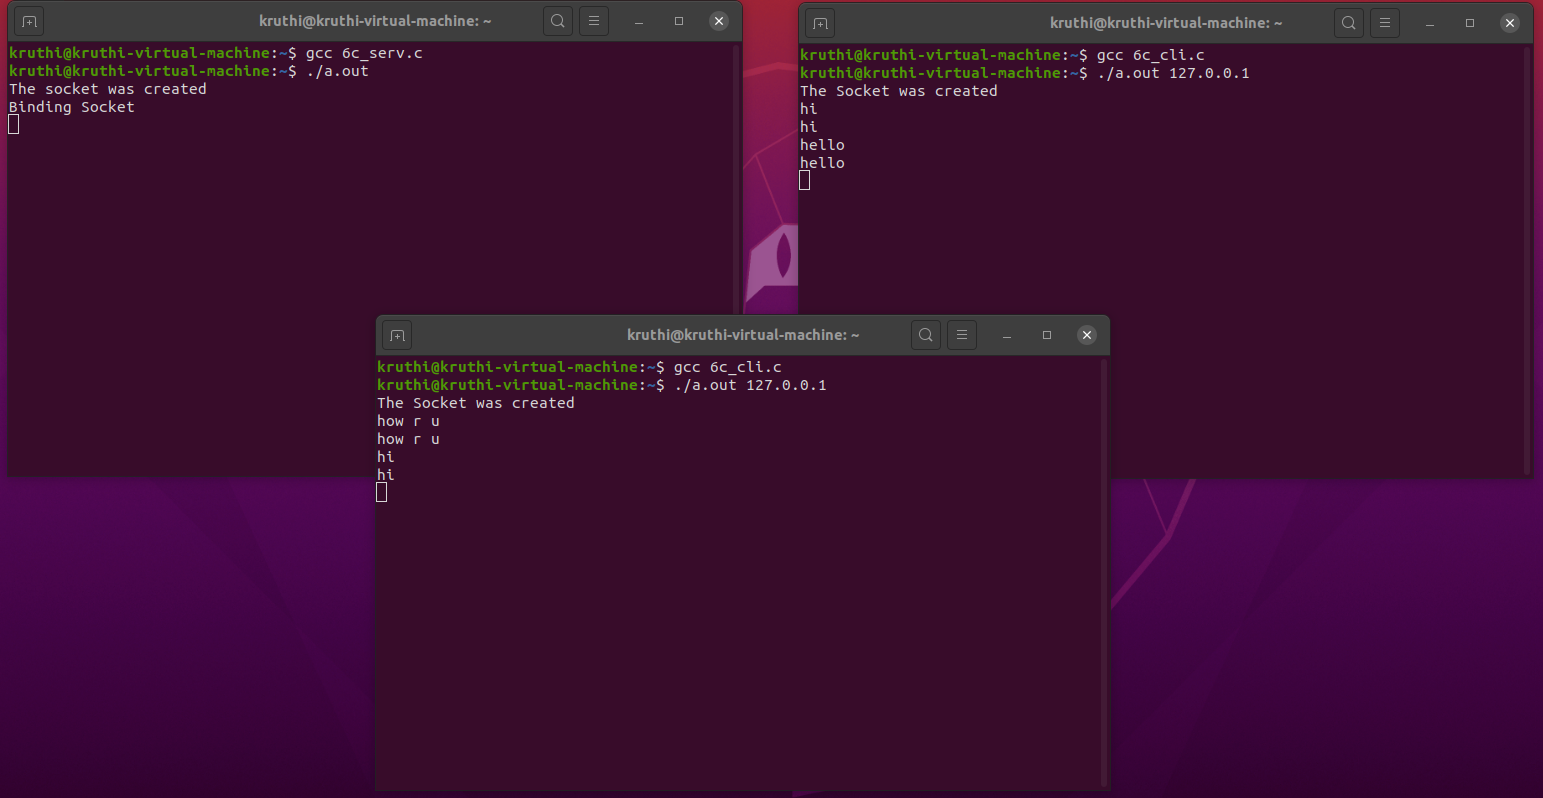 kruthi@kruthi-virtual-machine: ~
kruthi@kruthi-virtual-machine:~$ gcc 6c_serv.c
kruthi@kruthi-virtual-machine:~$ ./a.out
The socket was created
Binding Socket
kruthi@kruthi-virtual-machine: ~
kruthi@kruthi-virtual-machine:~$ gcc 6c_cli.c
kruthi@kruthi-virtual-machine:~$ ./a.out 127.0.0.1
The Socket was created
hi
hi
hello
hello
kruthi@kruthi-virtual-machine: ~
kruthi@kruthi-virtual-machine:~$ gcc 6c_cli.c
kruthi@kruthi-virtual-machine:~$ ./a.out 127.0.0.1
The Socket was created
how r u
how r u
hi
hi